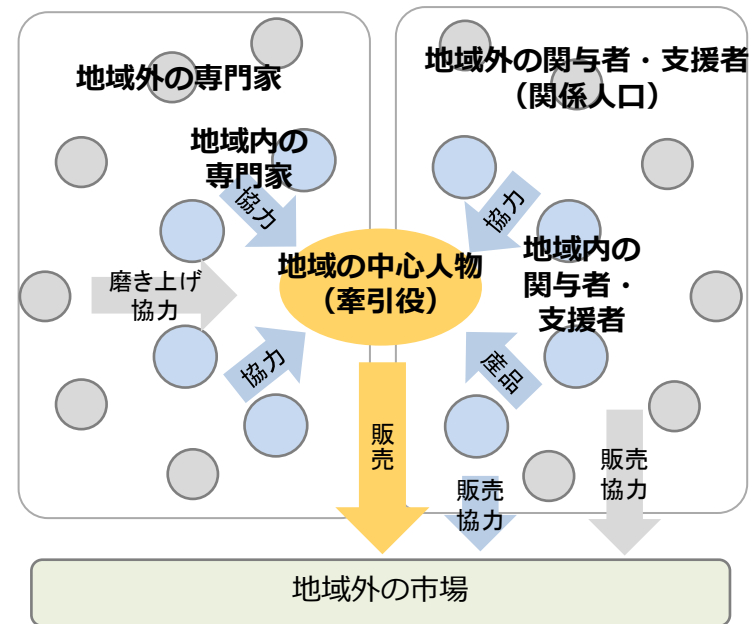 地域外の専門家
地域外の関与者・支援者
（関係人口）
地域内の
専門家
協力
協力
地域の中心人物
（牽引役）
地域内の
関与者・
支援者
磨き上げ
協力
協力
産品
販売
販売
協力
販売
協力
地域外の市場